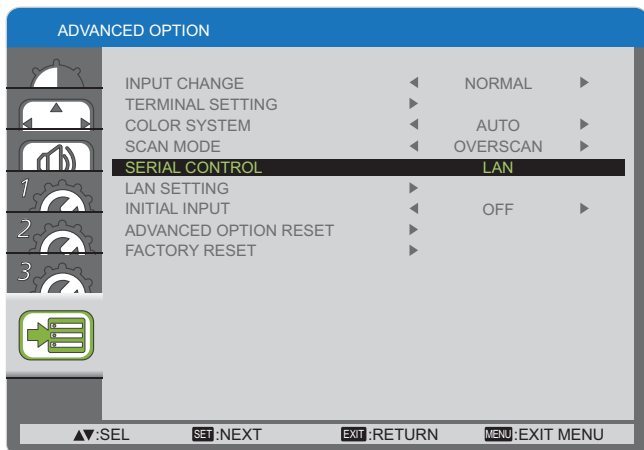 ADVANCED OPTION
INPUT CHANGE NORMAL
TERMINAL SETTING
COLOR SYSTEM AUTO
SCAN MODE OVERSCAN
SERIAL CONTROL LAN
LAN SETTING
INITIAL INPUT OFF
ADVANCED OPTION RESET
FACTORY RESET
1
2
3
▲▼:SEL SET:NEXT EXIT:RETURN MENU:EXIT MENU